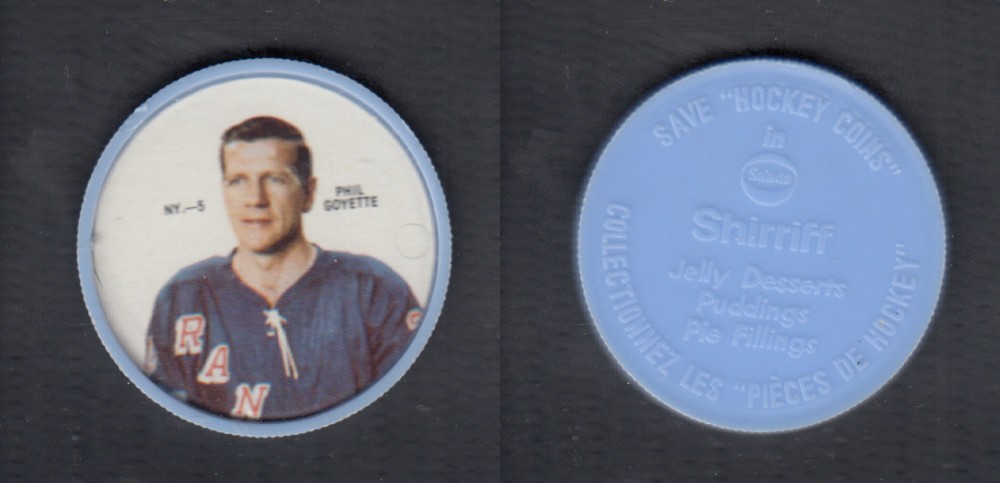 NY.—5
PHIL
GOYETTE
RAN
SAVE "HOCKEY COINS"
in
Salada
Shirriff
Jelly Desserts
Puddings
Pie Fillings
COLLECTIONNEZ LES "PIÈCES DE HOCKEY"